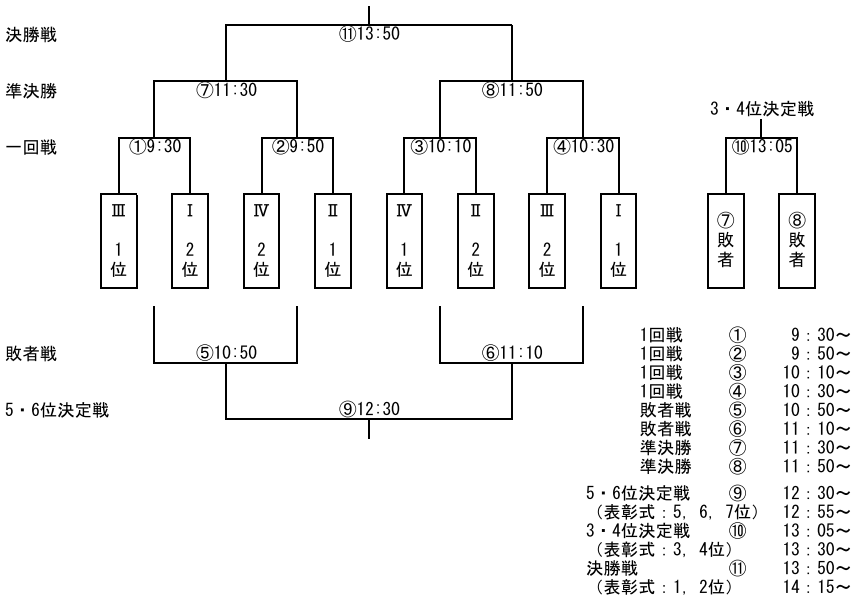 決勝戦
⑪13:50
準決勝
⑦11:30
⑧11:50
3・4位決定戦
一回戦
①9:30
②9:50
③10:10
④10:30
⑩13:05
Ⅲ 1位
Ⅰ 2位
Ⅳ 2位
Ⅱ 1位
Ⅳ 1位
Ⅱ 2位
Ⅲ 2位
Ⅰ 1位
⑦敗者
⑧敗者
敗者戦
⑤10:50
⑥11:10
5・6位決定戦
⑨12:30
1回戦 ① 9:30～
1回戦 ② 9:50～
1回戦 ③ 10:10～
1回戦 ④ 10:30～
敗者戦 ⑤ 10:50～
敗者戦 ⑥ 11:10～
準決勝 ⑦ 11:30～
準決勝 ⑧ 11:50～
5・6位決定戦 ⑨ 12:30～
（表彰式：5, 6, 7位） 12:55～
3・4位決定戦 ⑩ 13:05～
（表彰式：3, 4位） 13:30～
決勝戦 ⑪ 13:50～
（表彰式：1, 2位） 14:15～